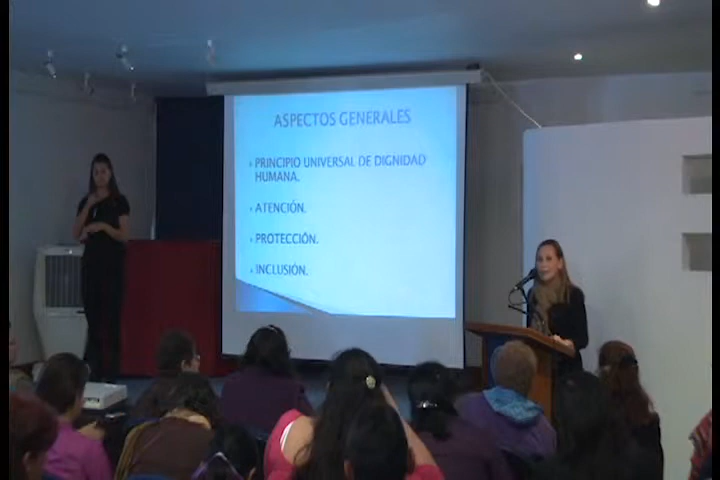 ASPECTOS GENERALES
PRINCIPIO UNIVERSAL DE DIGNIDAD
HUMANA.
ATENCIÓN.
PROTECCIÓN.
INCLUSIÓN.